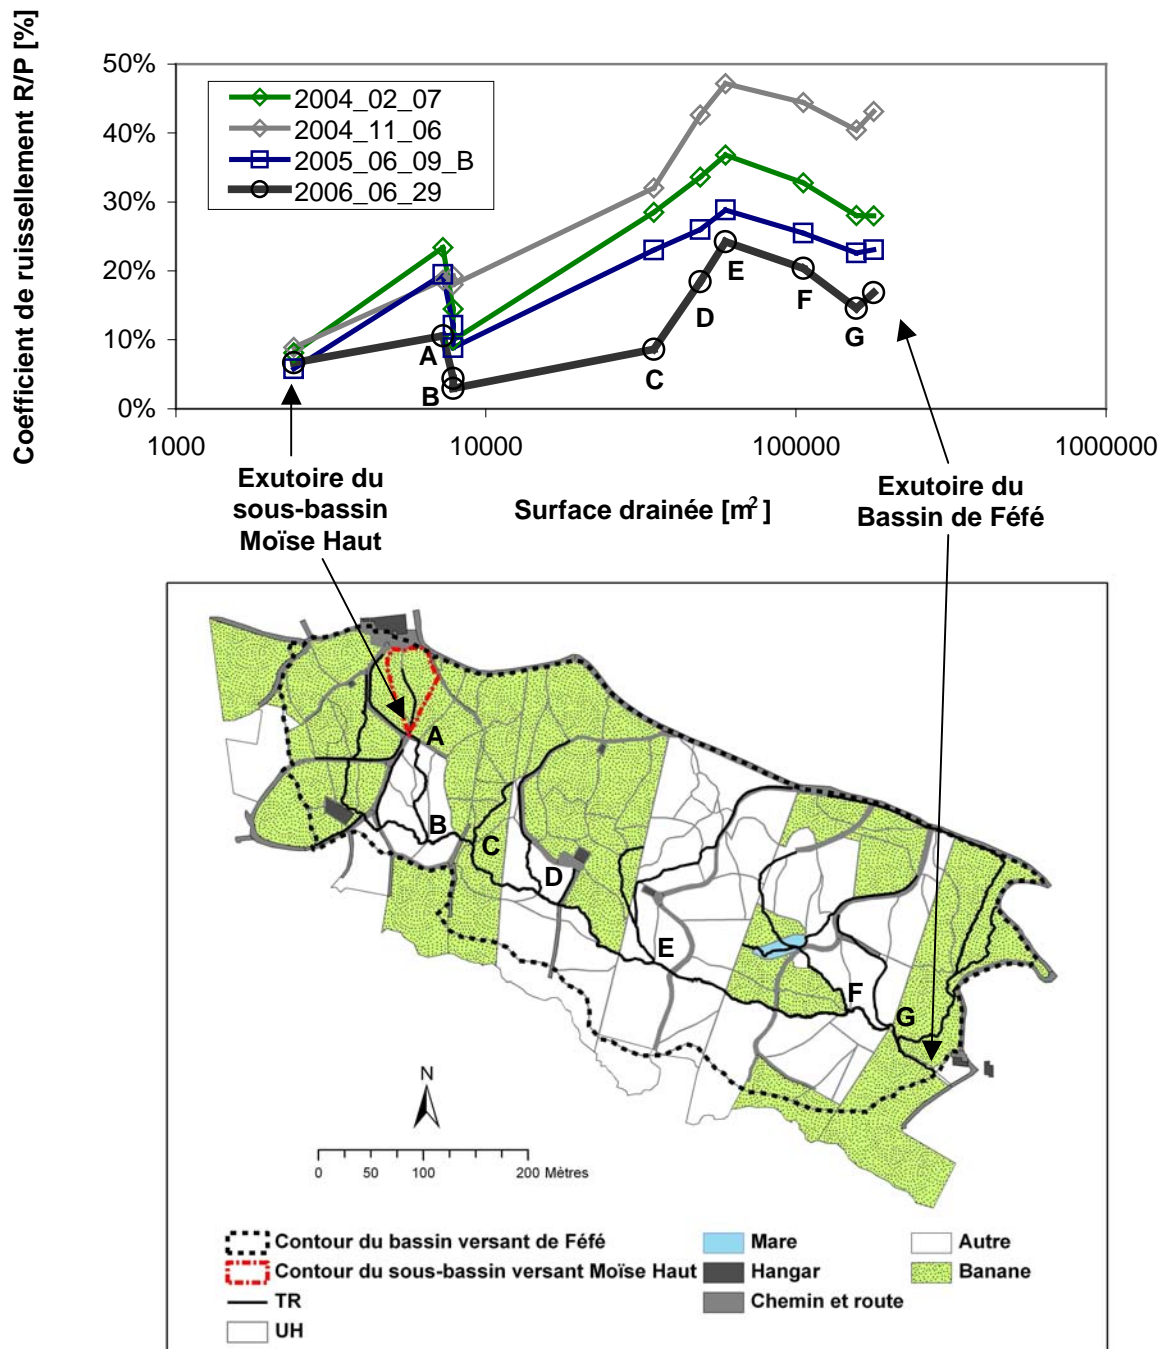 Coefficient de ruissellement R/P [%]
50%
40%
30%
20%
10%
0%
2004_02_07
2004_11_06
2005_06_09_B
2006_06_29
A
B
C
D
E
F
G
1000
10000
100000
1000000
Exutoire du
sous-bassin
Moïse Haut
Surface drainée [m²]
Exutoire du
Bassin de Féfé
A
B
C
D
E
F
G
N
0 50 100 200 Mètres
Contour du bassin versant de Féfé
Contour du sous-bassin versant Moïse Haut
TR
UH
Mare
Hangar
Chemin et route
Autre
Banane